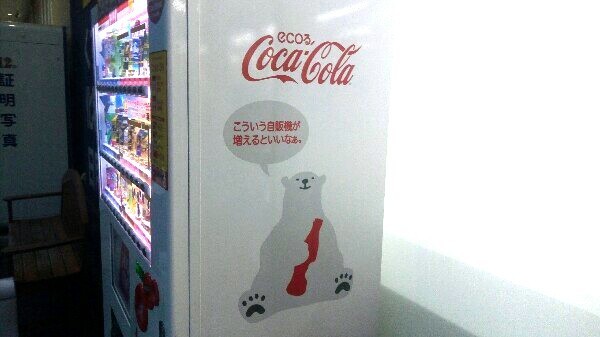 証明写真
ecoる
Coca-Cola
こういう自販機が
増えるといいなぁ。